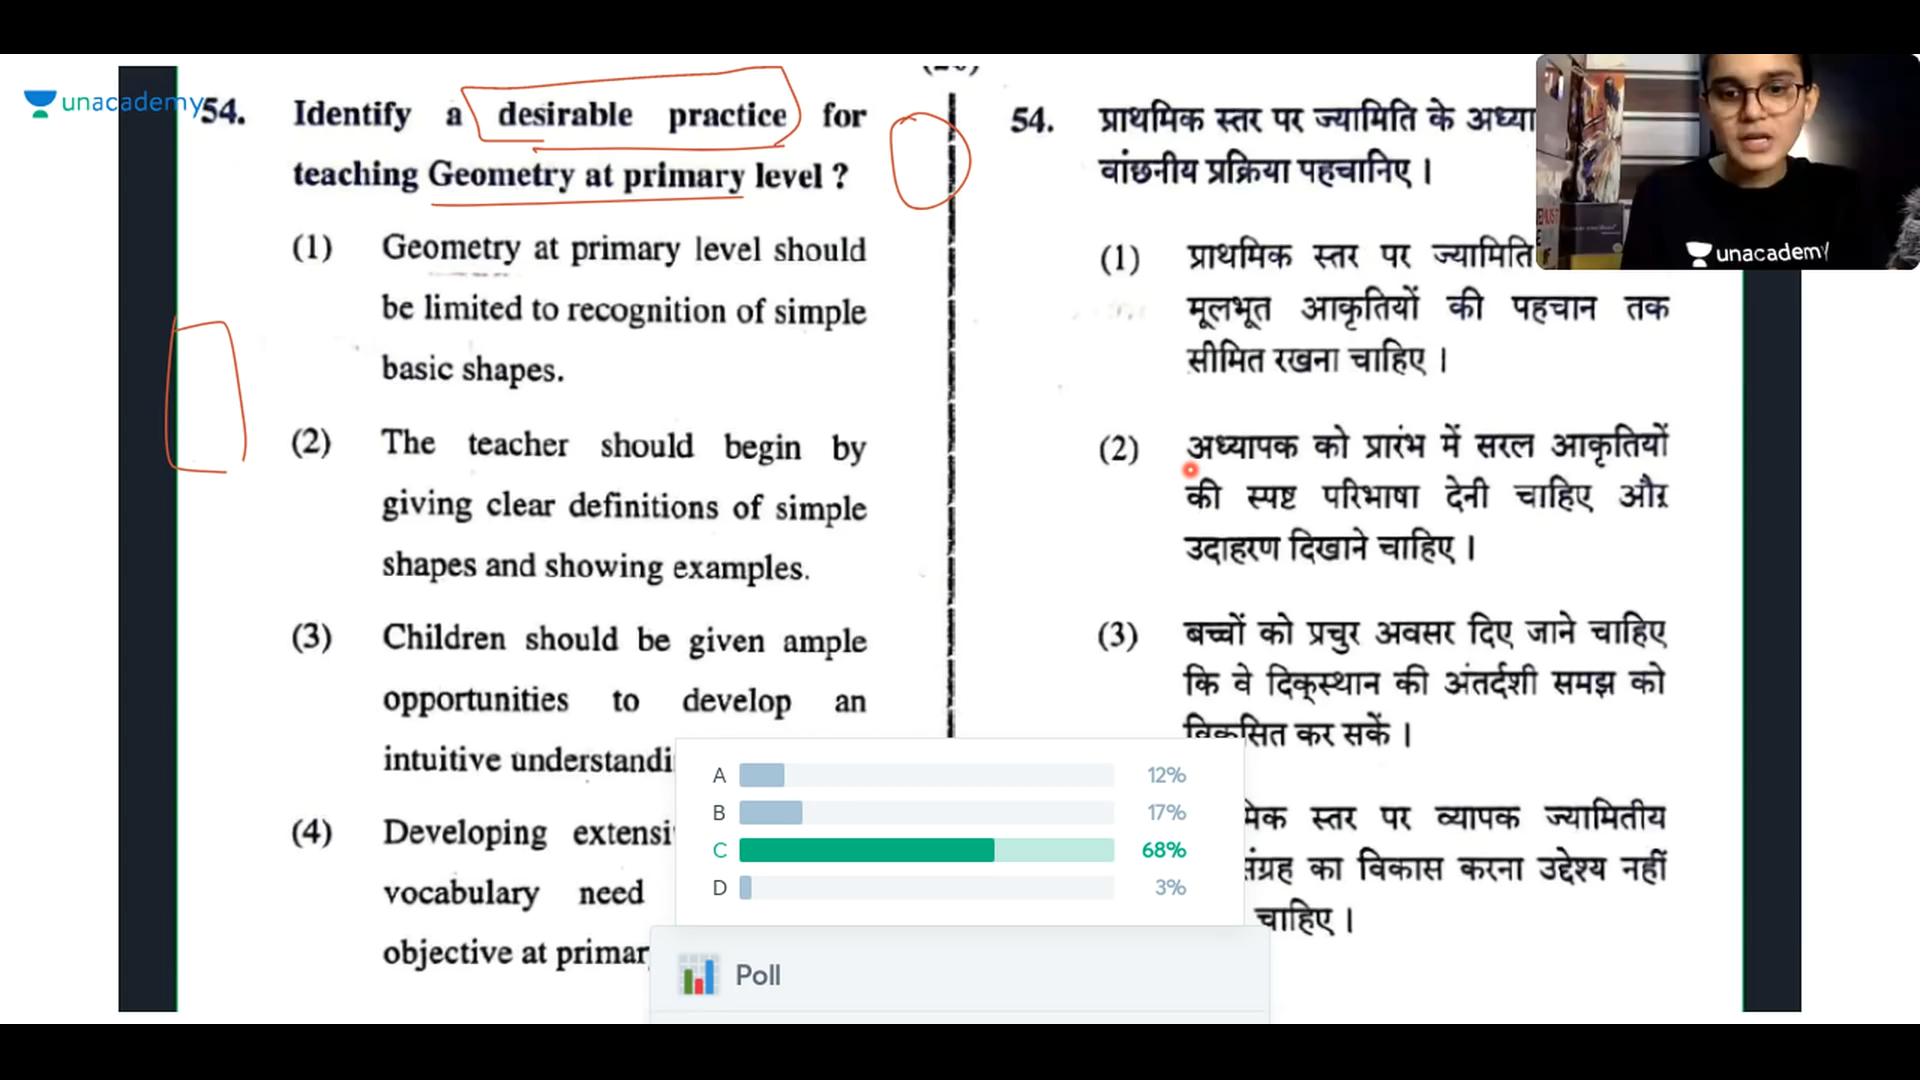 unacademy
54. Identify a desirable practice for
teaching Geometry at primary level ?
(1) Geometry at primary level should
be limited to recognition of simple
basic shapes.
(2) The teacher should begin by
giving clear definitions of simple
shapes and showing examples.
(3) Children should be given ample
opportunities to develop an
intuitive
(4) Developing
vocabulary need
objective at
54. प्राथमिक स्तर पर ज्यामिति के
वांछनीय प्रक्रिया पहचानिए ।
(1) प्राथमिक स्तर पर ज्यामिति
मूलभूत आकृतियों की पहचान तक
सीमित रखना चाहिए ।
(2) अध्यापक को प्रारंभ में सरल आकृतियों
की स्पष्ट परिभाषा देनी चाहिए और
उदाहरण दिखाने चाहिए ।
(3) बच्चों को प्रचुर अवसर दिए जाने चाहिए
कि वे दिक्स्थान की अंतर्दशी समझ को
विकसित कर सकें ।
स्तर पर व्यापक ज्यामितीय
का विकास करना उद्देश्य नहीं
चाहिए ।
unacademy
A 12%
B 17%
C 68%
D 3%
Poll